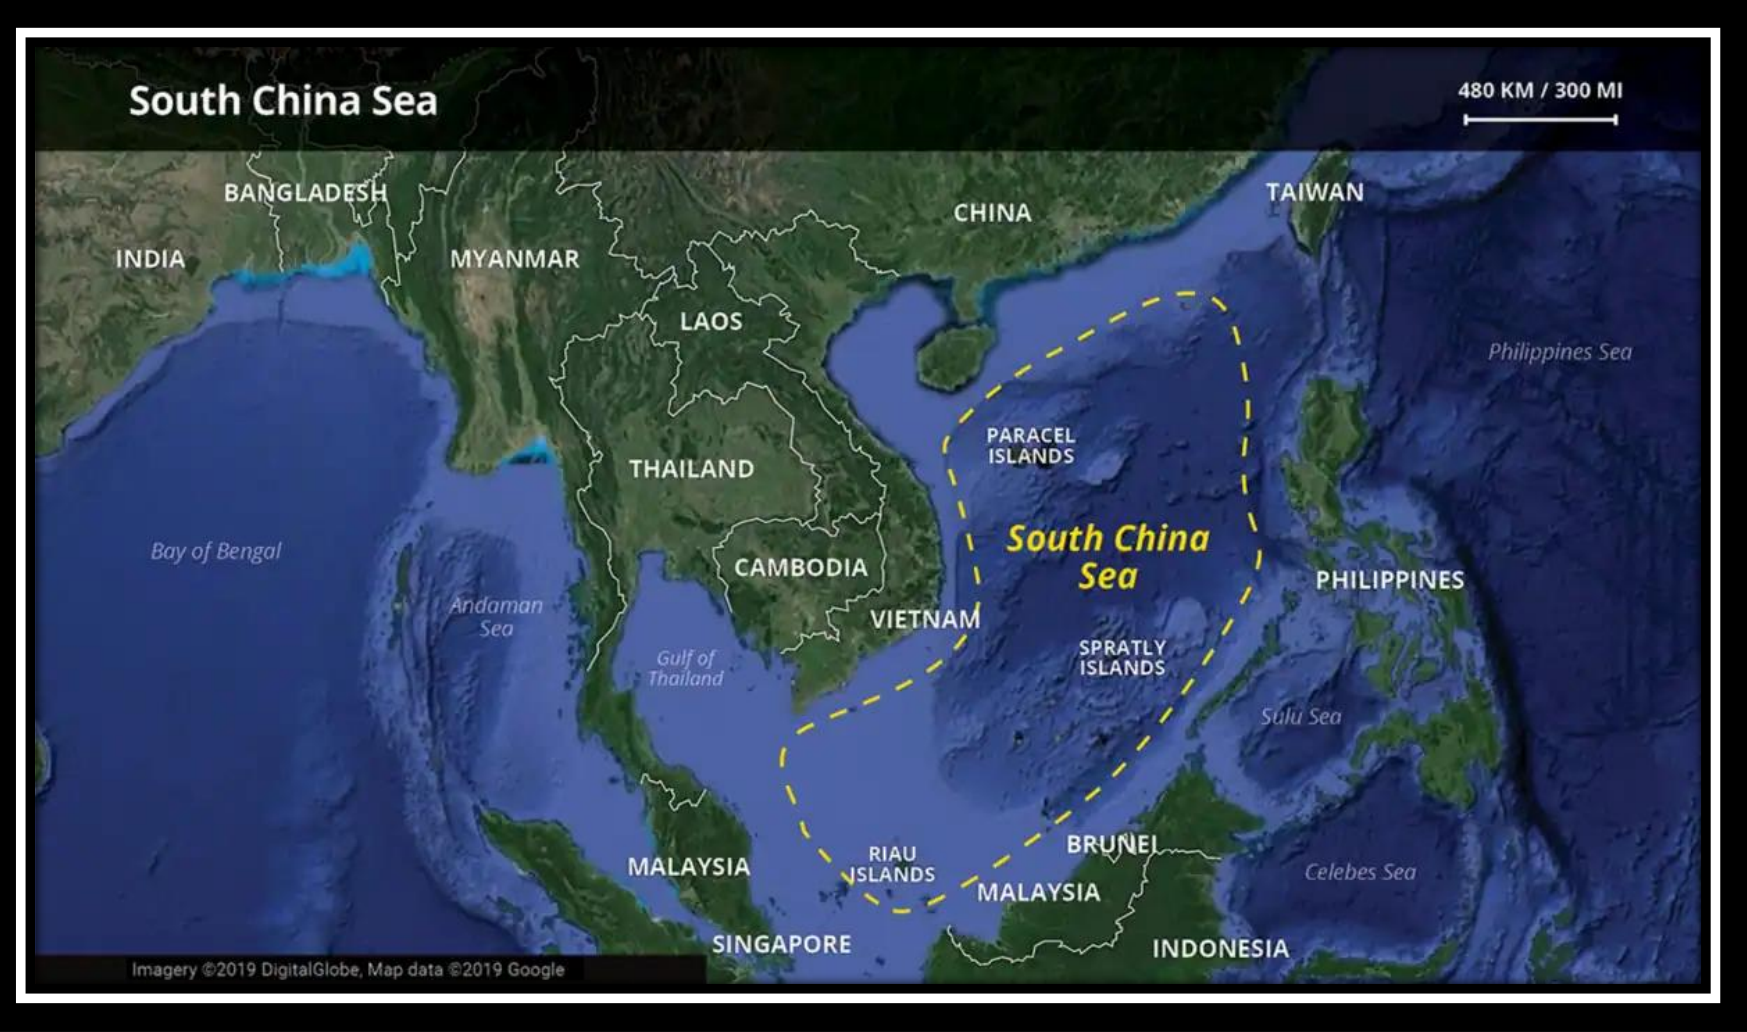 South China Sea
480 KM / 300 MI
BANGLADESH
TAIWAN
CHINA
INDIA
MYANMAR
LAOS
Philippines Sea
PARACEL
ISLANDS
THAILAND
South China
Sea
Bay of Bengal
CAMBODIA
PHILIPPINES
Andaman
Sea
VIETNAM
Gulf of
Thailand
SPRATLY
ISLANDS
Sulu Sea
BRUNEI
RIAU
ISLANDS
MALAYSIA
Celebes Sea
MALAYSIA
SINGAPORE
INDONESIA
Imagery ©2019 DigitalGlobe, Map data ©2019 Google